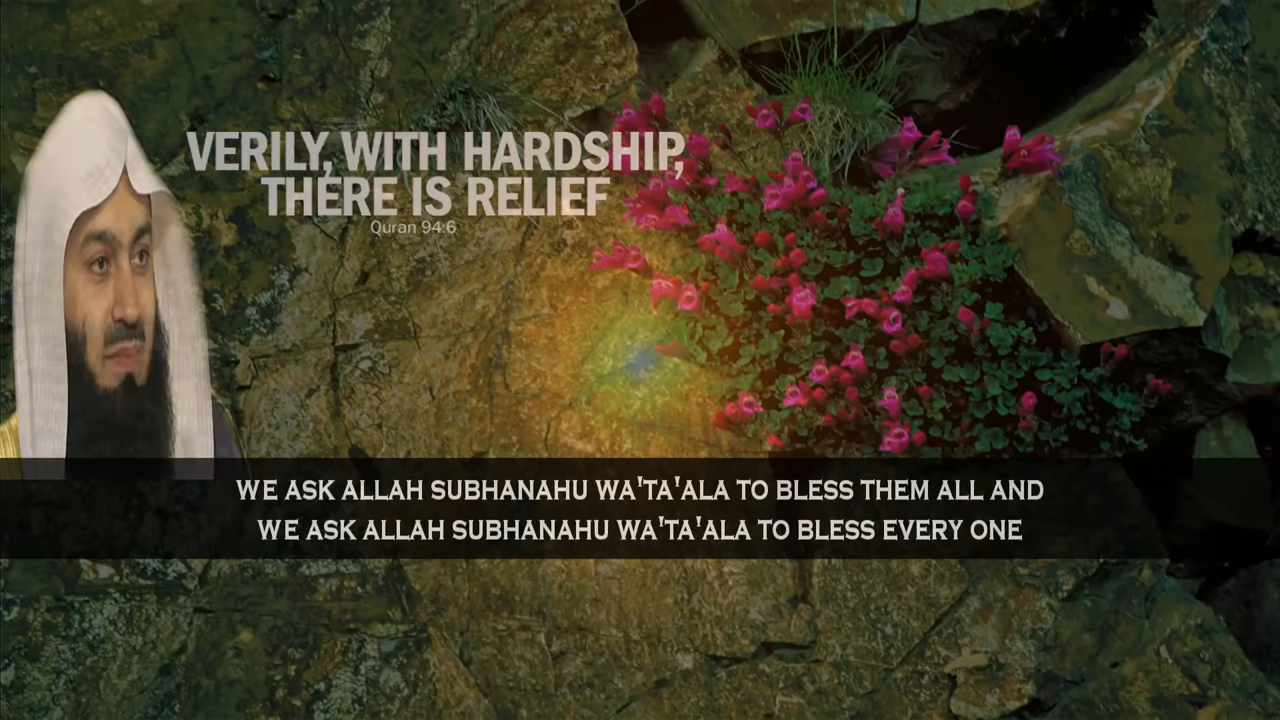 VERILY, WITH HARDSHIP,
THERE IS RELIEF
Quran 94:6
WE ASK ALLAH SUBHANAHU WA'TA'ALA TO BLESS THEM ALL AND
WE ASK ALLAH SUBHANAHU WA'TA'ALA TO BLESS EVERY ONE